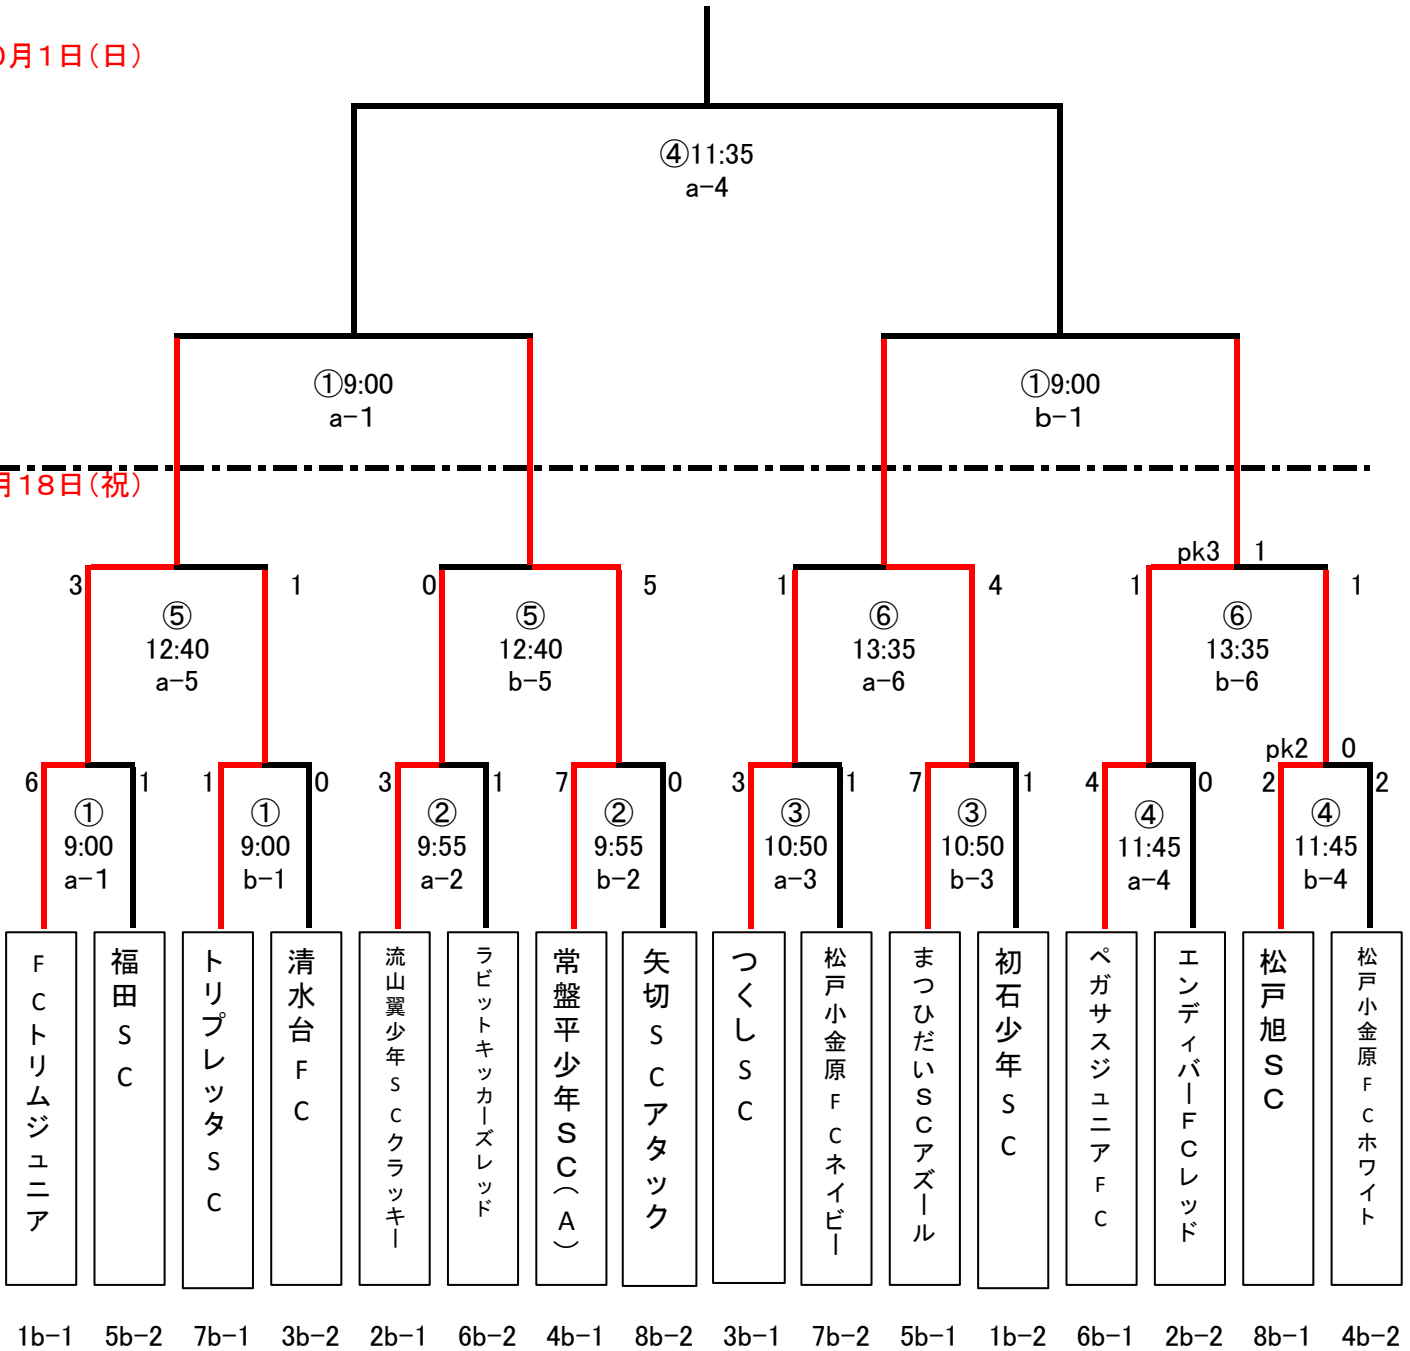 月1日(日)
④11:35
a-4
①9:00
a-1
①9:00
b-1
月18日(祝)
pk3 1
3 1 0 5 1 4 1 1
⑤ ⑤ ⑥ ⑥
12:40 12:40 13:35 13:35
a-5 b-5 a-6 b-6
pk2 0
6 1 1 0 3 1 7 0 3 1 7 1 4 0 2 2
① ① ② ② ③ ③ ④ ④
9:00 9:00 9:55 9:55 10:50 10:50 11:45 11:45
a-1 b-1 a-2 b-2 a-3 b-3 a-4 b-4
FCトリムジュニア
福田SC
トリプレッタSC
清水台FC
流山翼少年SCクラッキー
ラビットキッカーズレッド
常盤平少年SC(A)
矢切SCアタック
つくしSC
松戸小金原FCネイビー
まつひだいSCアズール
初石少年SC
ペガサスジュニアFC
エンディバーFCレッド
松戸旭SC
松戸小金原FCホワイト
1b-1 5b-2 7b-1 3b-2 2b-1 6b-2 4b-1 8b-2 3b-1 7b-2 5b-1 1b-2 6b-1 2b-2 8b-1 4b-2